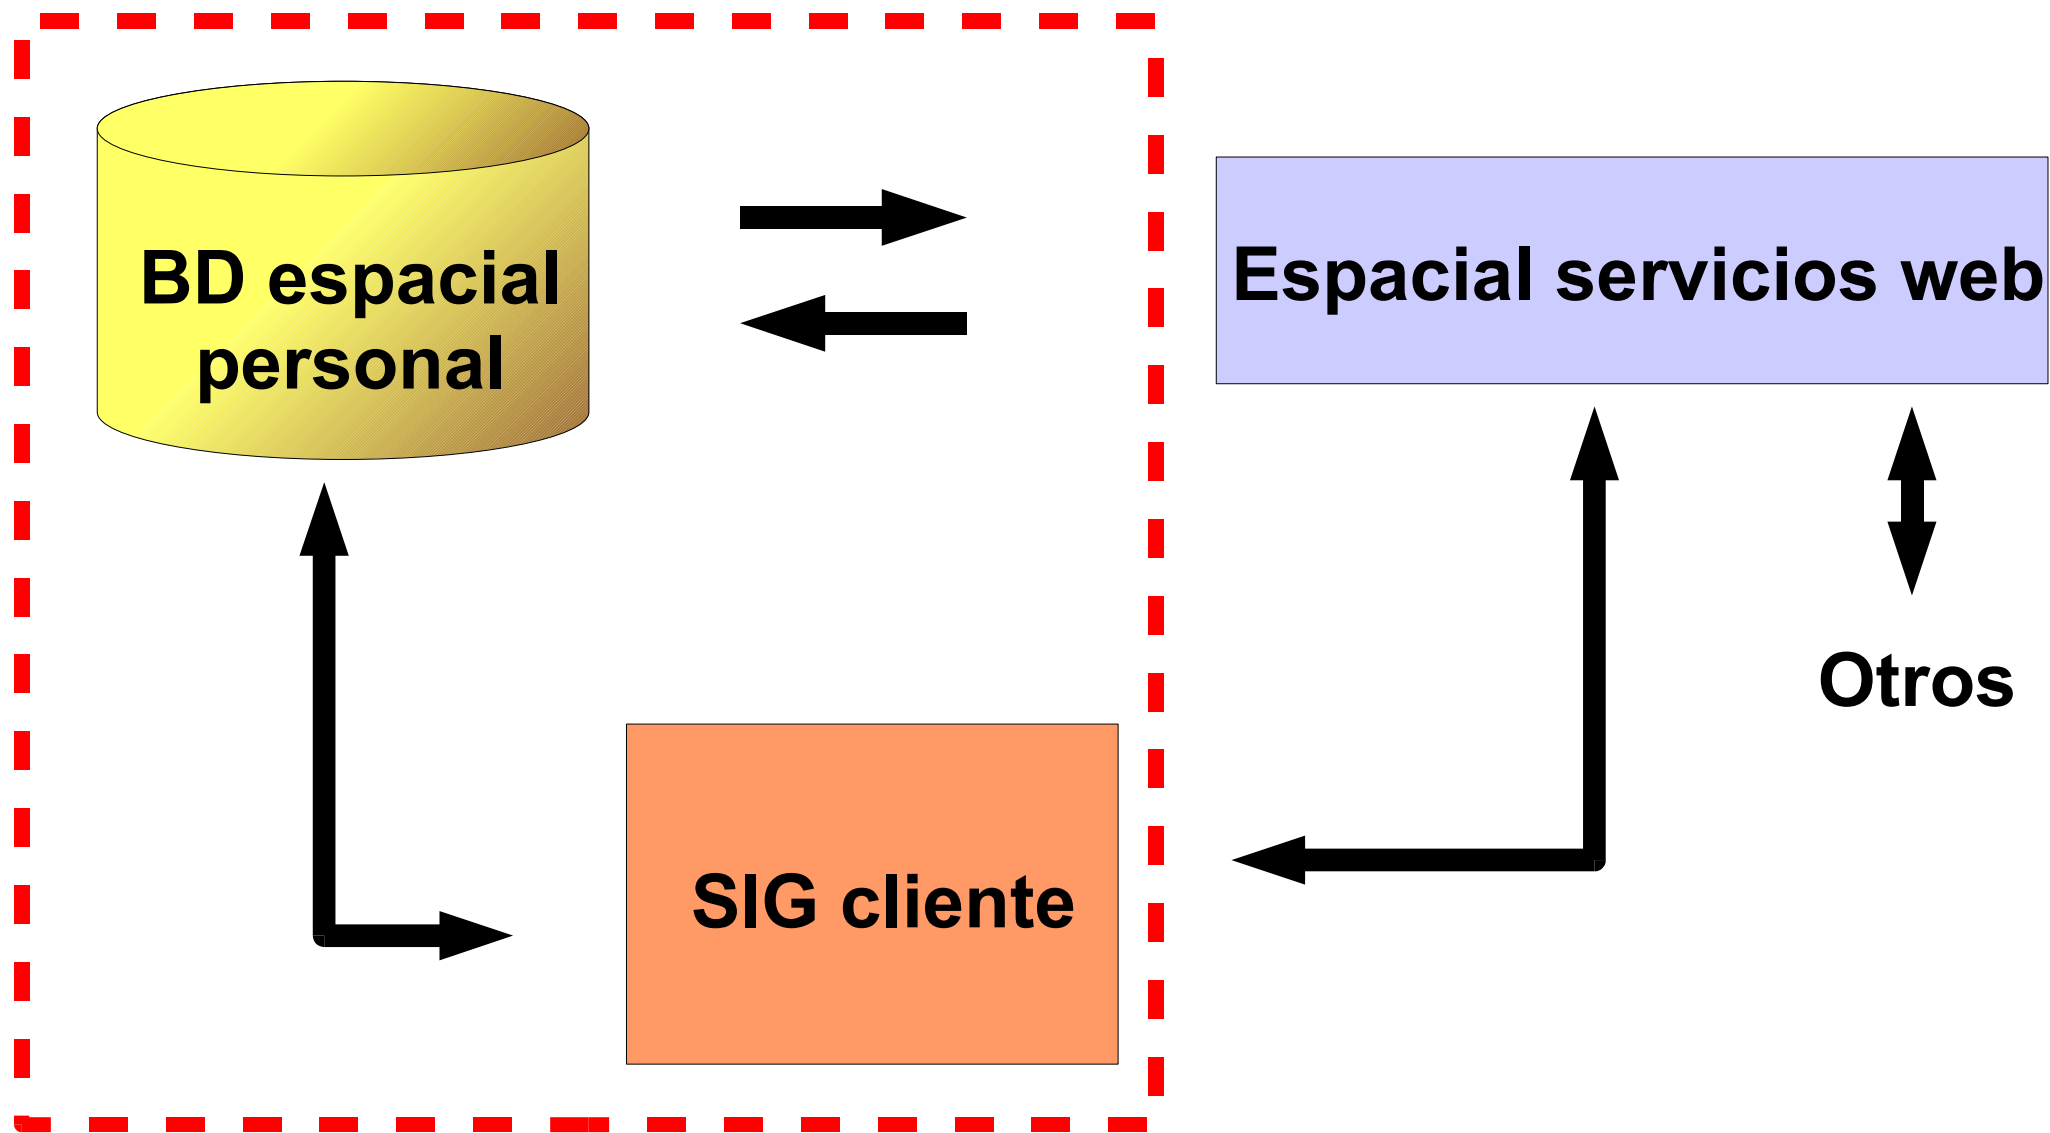 BD espacial
personal
Espacial servicios web
Otros
SIG cliente